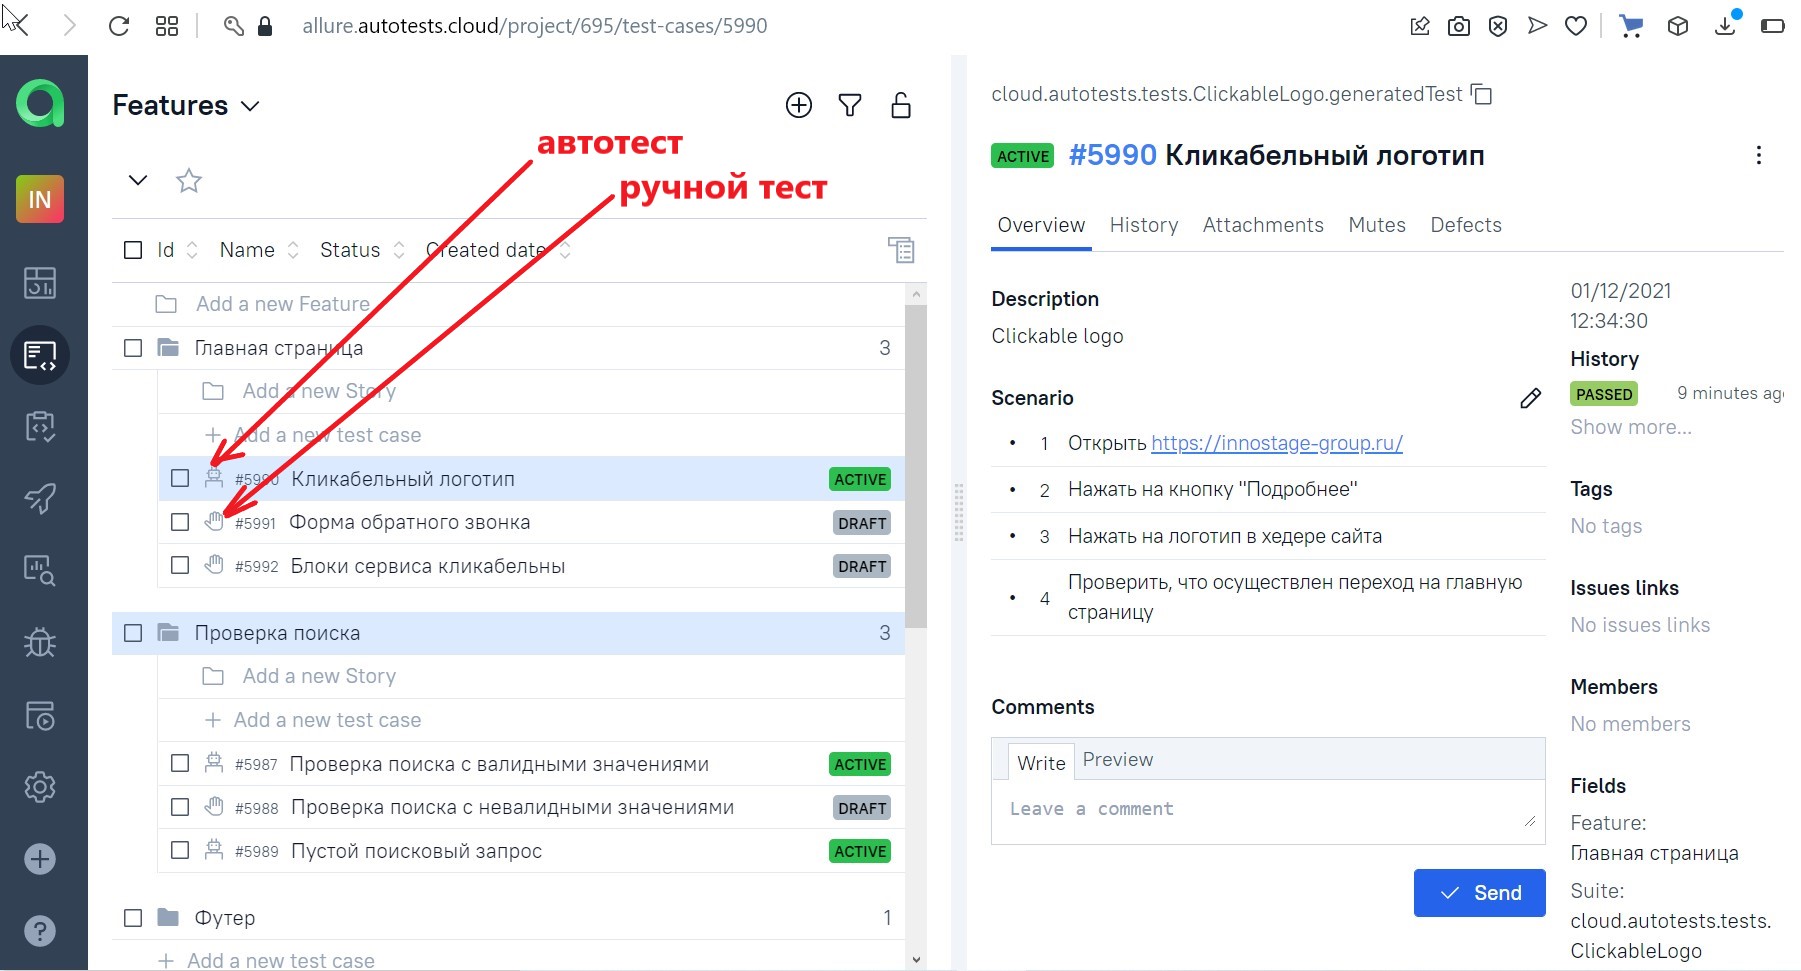 allure.autotests.cloud/project/695/test-cases/5990
IN
Features
автотест
ручной тест
Id Name Status Created date
Add a new Feature
Главная страница 3
Add a new Story
Add a new test case
#5990 Кликабельный логотип ACTIVE
#5991 Форма обратного звонка DRAFT
#5992 Блоки сервиса кликабельны DRAFT
Проверка поиска 3
Add a new Story
Add a new test case
#5987 Проверка поиска с валидными значениями ACTIVE
#5988 Проверка поиска с невалидными значениями DRAFT
#5989 Пустой поисковый запрос ACTIVE
Футер 1
Add a new test case
cloud.autotests.tests.ClickableLogo.generatedTest
ACTIVE #5990 Кликабельный логотип
Overview History Attachments Mutes Defects
Description
Clickable logo
Scenario
• 1 Открыть https://innostage-group.ru/
• 2 Нажать на кнопку "Подробнее"
• 3 Нажать на логотип в хедере сайта
• 4 Проверить, что осуществлен переход на главную
страницу
Comments
Write Preview
Leave a comment
Send
01/12/2021
12:34:30
History
PASSED 9 minutes ago
Show more...
Tags
No tags
Issues links
No issues links
Members
No members
Fields
Feature:
Главная страница
Suite:
cloud.autotests.tests.
ClickableLogo